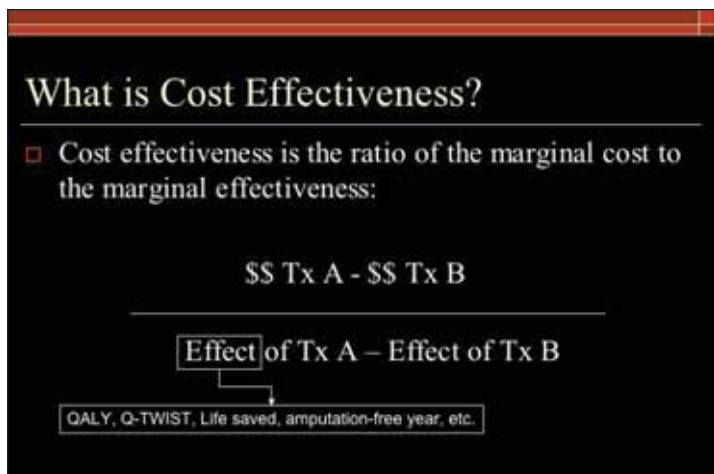 What is Cost Effectiveness?
Cost effectiveness is the ratio of the marginal cost to
the marginal effectiveness:
$$ Tx A - $$ Tx B
Effect of Tx A – Effect of Tx B
QALY, Q-TWIST, Life saved, amputation-free year, etc.